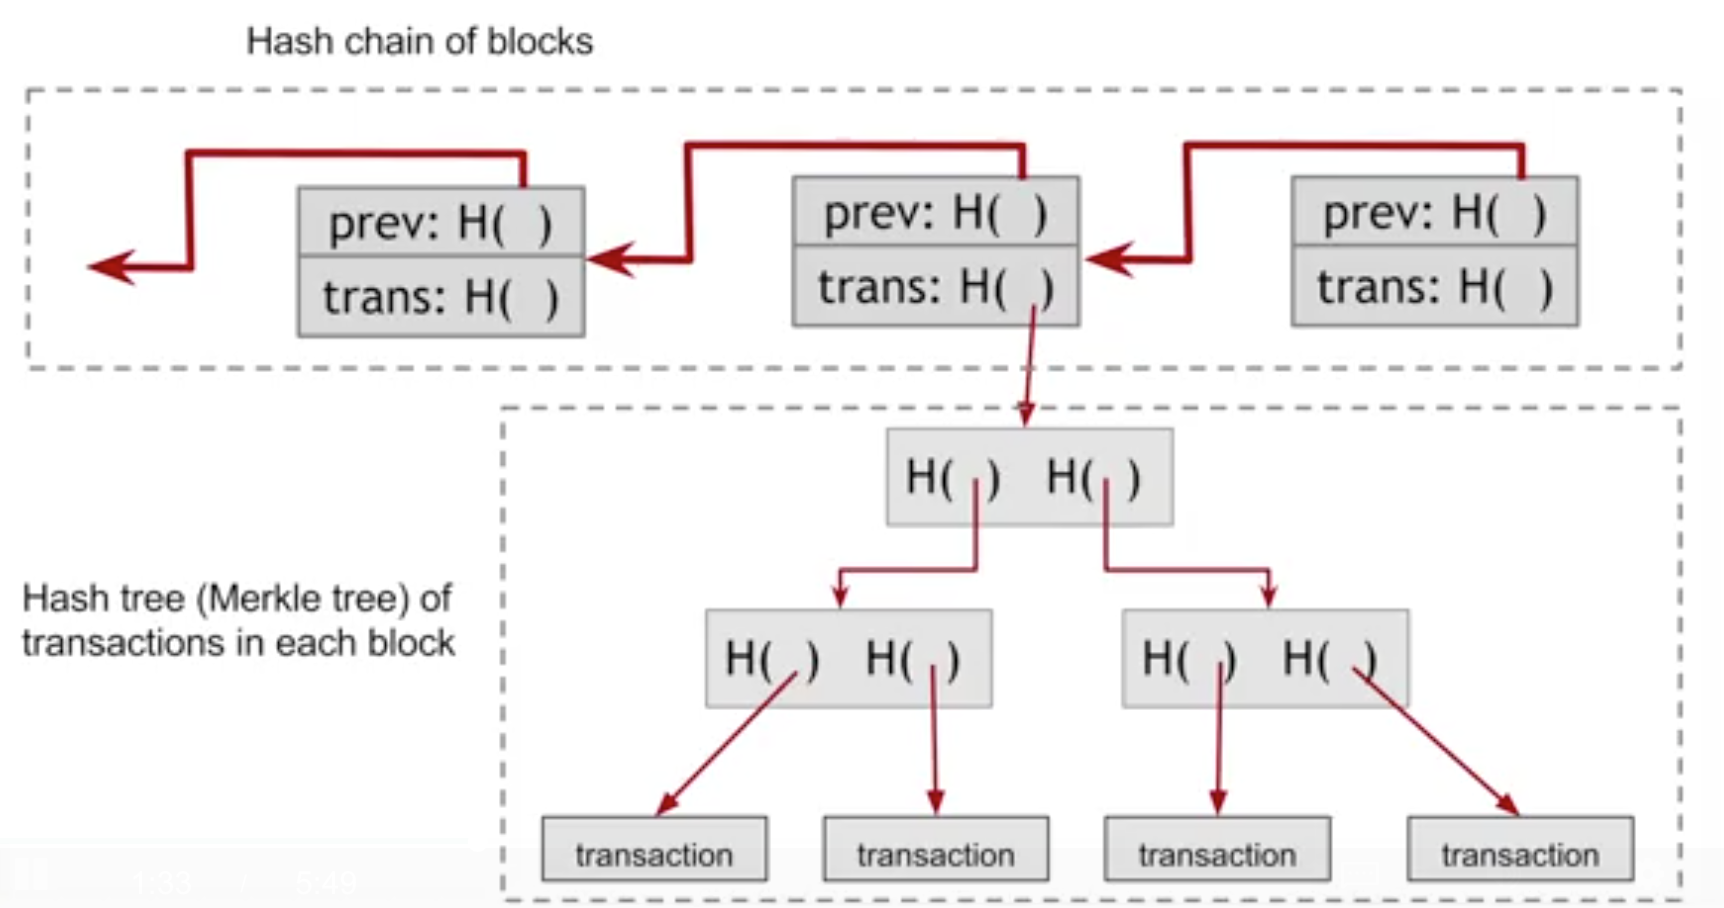 Hash chain of blocks
prev: H( )
trans: H( )
prev: H( )
trans: H( )
prev: H( )
trans: H( )
H( ) H( )
Hash tree (Merkle tree) of
transactions in each block
H( ) H( )
H( ) H( )
transaction
transaction
transaction
transaction
1:33 / 5:49